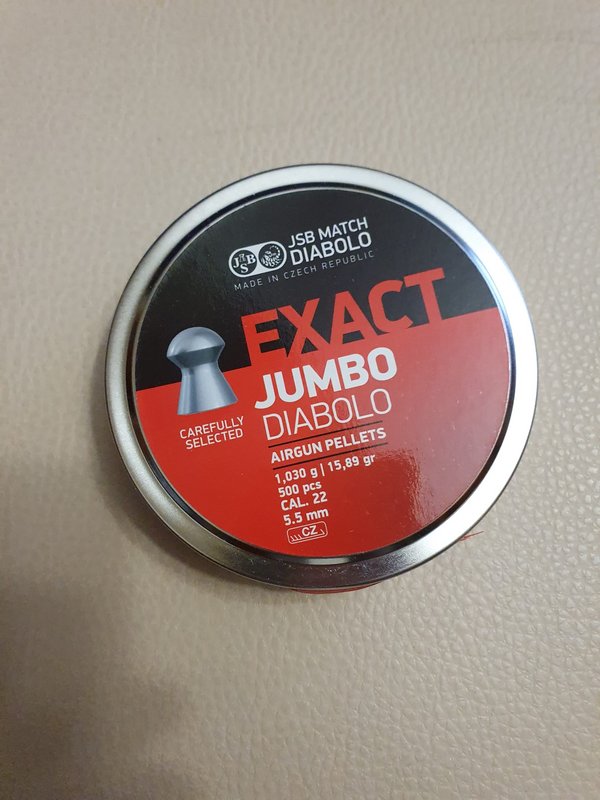 JSB
JSB MATCH
DIABOLO
MADE IN CZECH REPUBLIC
EXACT
JUMBO
DIABOLO
CAREFULLY
SELECTED
AIRGUN PELLETS
1,030 g | 15,89 gr
500 pcs
CAL. 22
5.5 mm
CZ